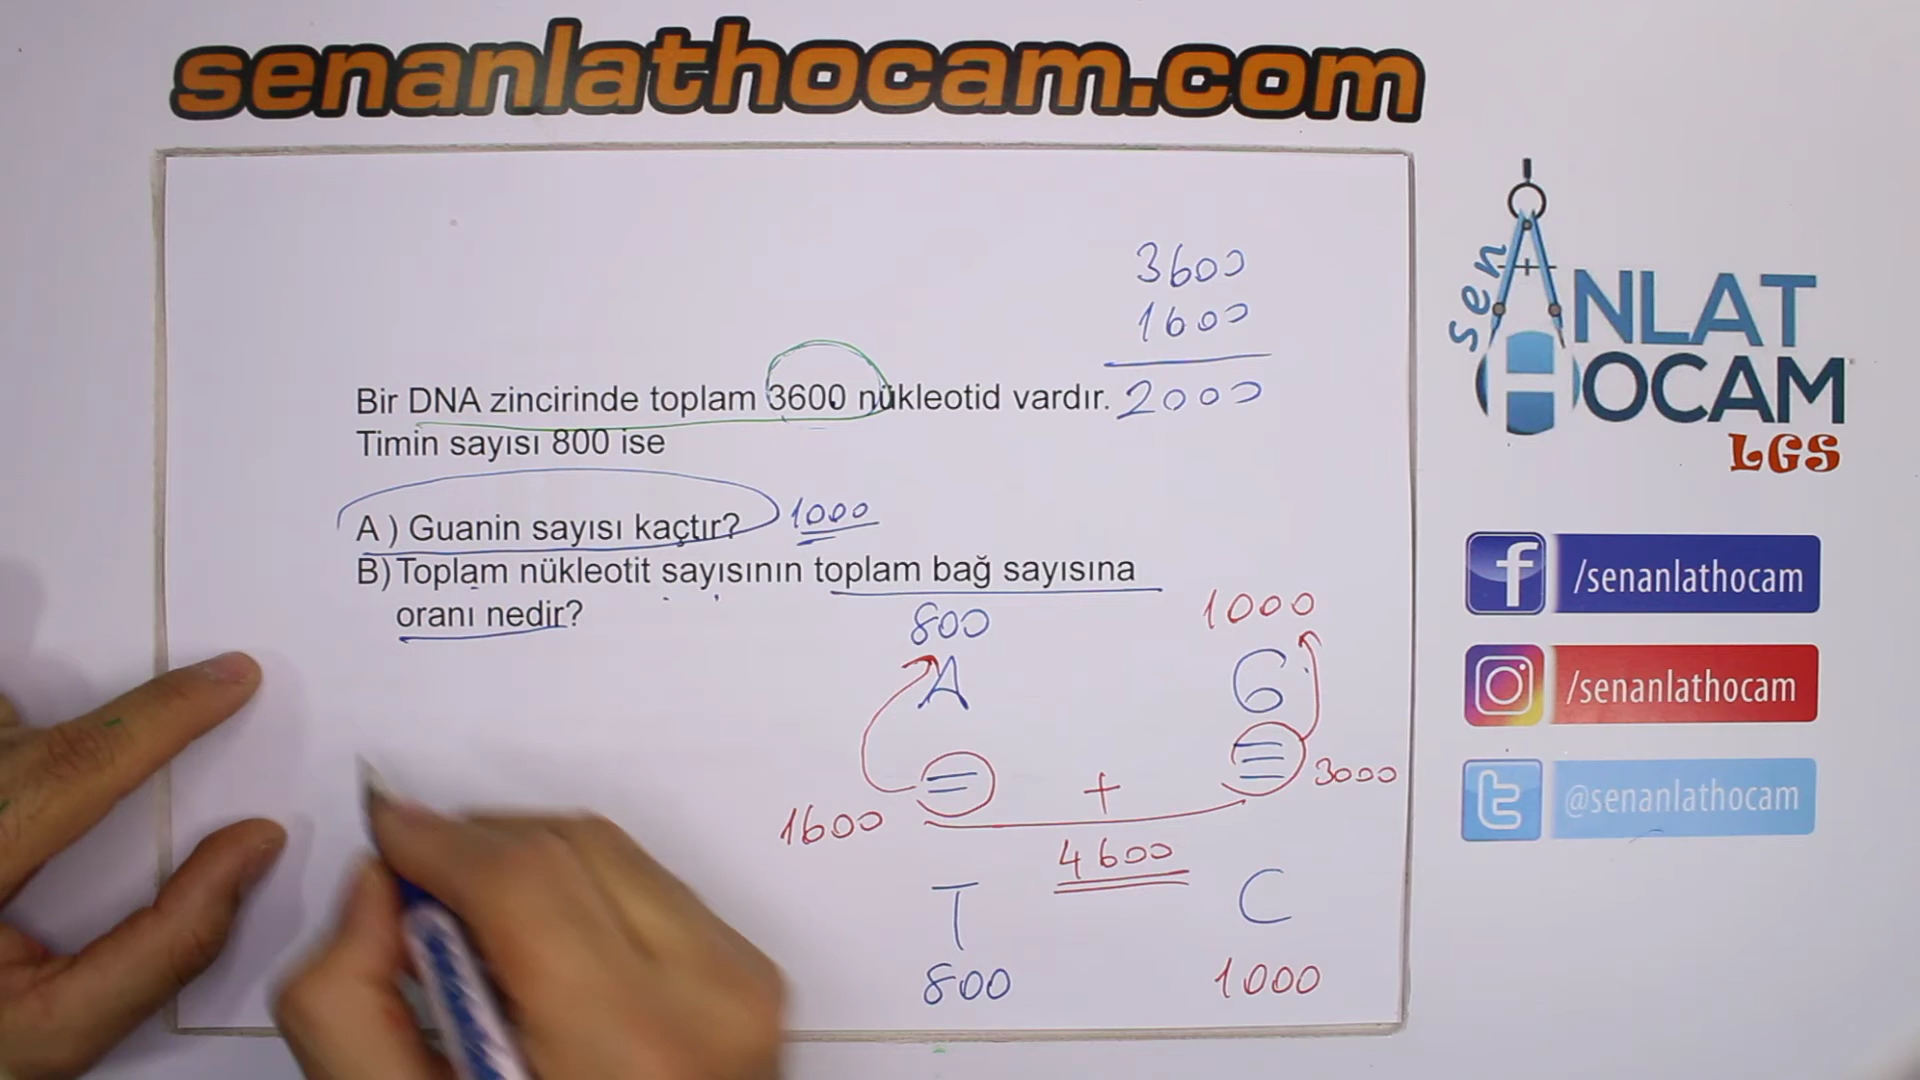 senanlathocam.com
3600
1600
2000
Bir DNA zincirinde toplam 3600 nükleotid vardır.
Timin sayısı 800 ise
A ) Guanin sayısı kaçtır? 1000
B) Toplam nükleotit sayısının toplam bağ sayısına
oranı nedir?
800 1000
A G
1600 + 3000
4600
T C
800 1000
sen ANLAT
HOCAM
LGS
f /senanlathocam
/senanlathocam
t @senanlathocam